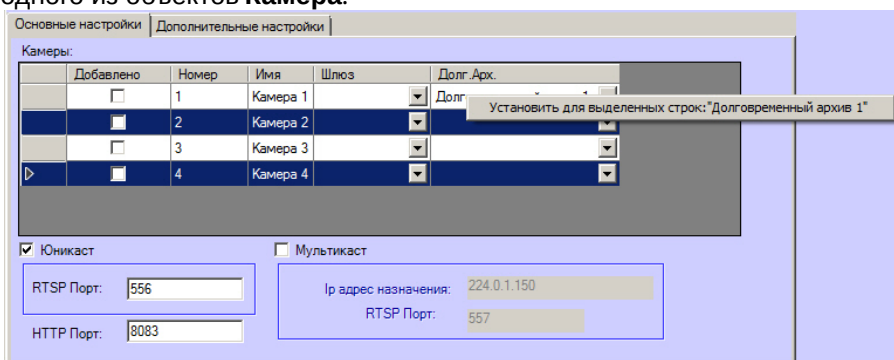 одного из объектов Камера.
Основные настройки Дополнительные настройки
Камеры:
Добавлено Номер Имя Шлюз Долг.Арх.
1 Камера 1 Долг 1
Установить для выделенных строк:"Долговременный архив 1"
2 Камера 2
3 Камера 3
4 Камера 4
Юникаст Мультикаст
RTSP Порт: 556 Ip адрес назначения: 224.0.1.150
RTSP Порт: 557
HTTP Порт: 8083